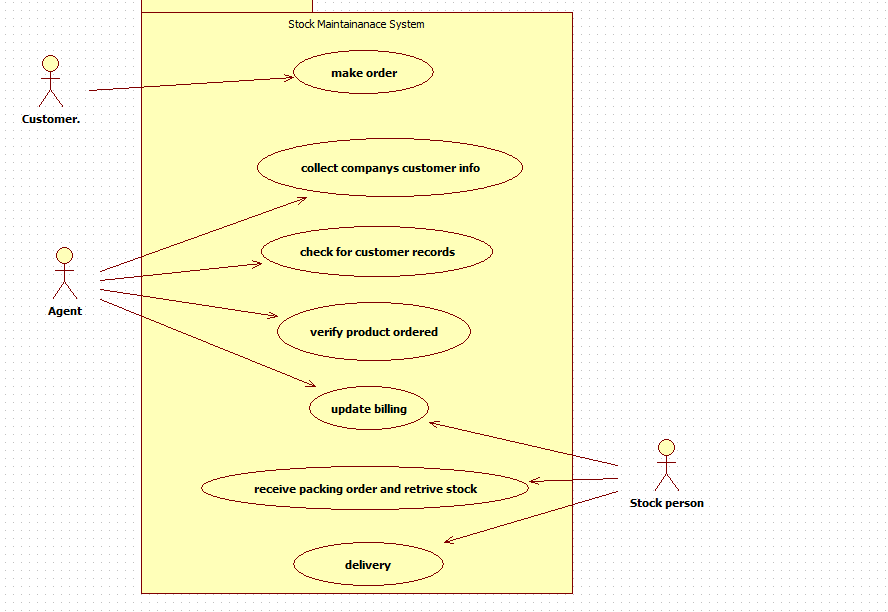 Stock Maintainanace System
make order
Customer.
collect companys customer info
check for customer records
Agent
verify product ordered
update billing
receive packing order and retrive stock
Stock person
delivery